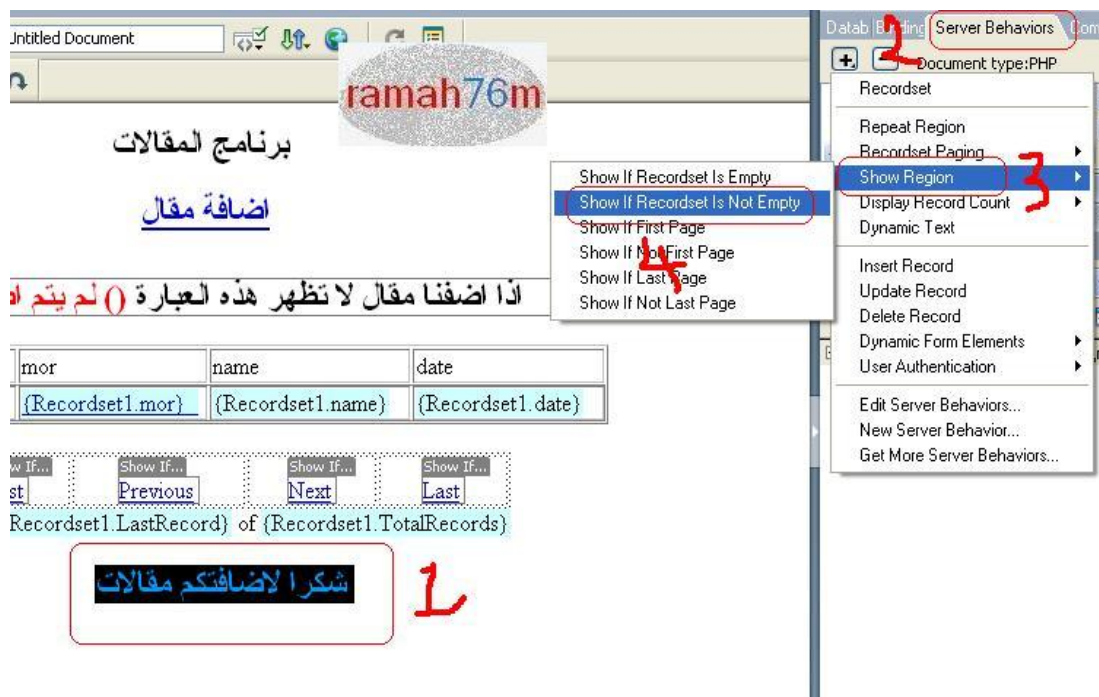 Untitled Document
Server Behaviors
2
Document type:PHP
ramah76m
برنامج المقالات
اضافة مقال
اذا اضفنا مقال لا تظهر هذه العبارة () لم يتم
Recordset
Repeat Region
Recordset Paging
Show Region
3
Display Record Count
Dynamic Text
Insert Record
Update Record
Delete Record
Dynamic Form Elements
User Authentication
Edit Server Behaviors...
New Server Behavior...
Get More Server Behaviors...
Show If Recordset Is Empty
Show If Recordset Is Not Empty
Show If First Page
Show If Not First Page
Show If Last Page
Show If Not Last Page
4
mor name date
{Recordset1.mor} {Recordset1.name} {Recordset1.date}
Show If... Show If... Show If...
Previous Next Last
Recordset1.LastRecord} of {Recordset1.TotalRecords}
شكرا لاضافتكم مقالات
1